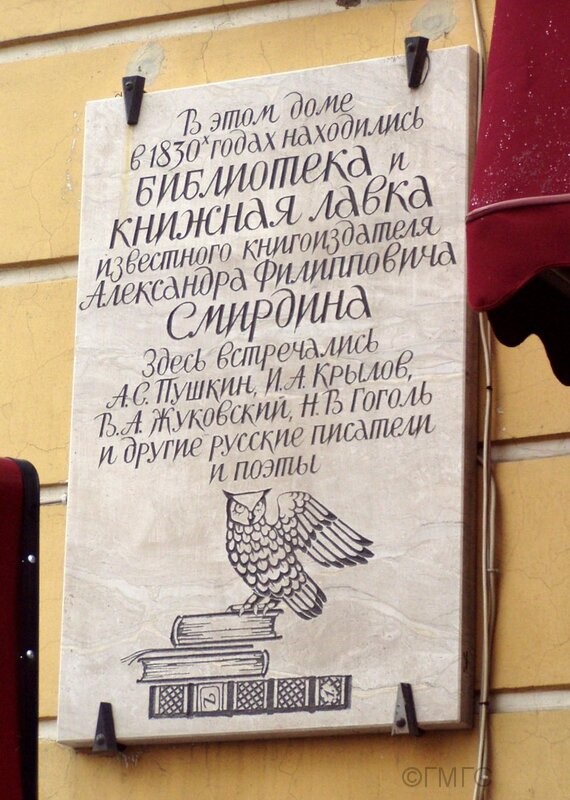 В этом доме
в 1830х годах находились
БИБЛИОТЕКА и
КНИЖНАЯ ЛАВКА
известного книгоиздателя
Александра Филипповича
Смирдина
Здесь встречались
А.С. Пушкин, И.А. Крылов,
В.А. Жуковский, Н.В Гоголь
и другие русские писатели
и поэты
©ГМГС